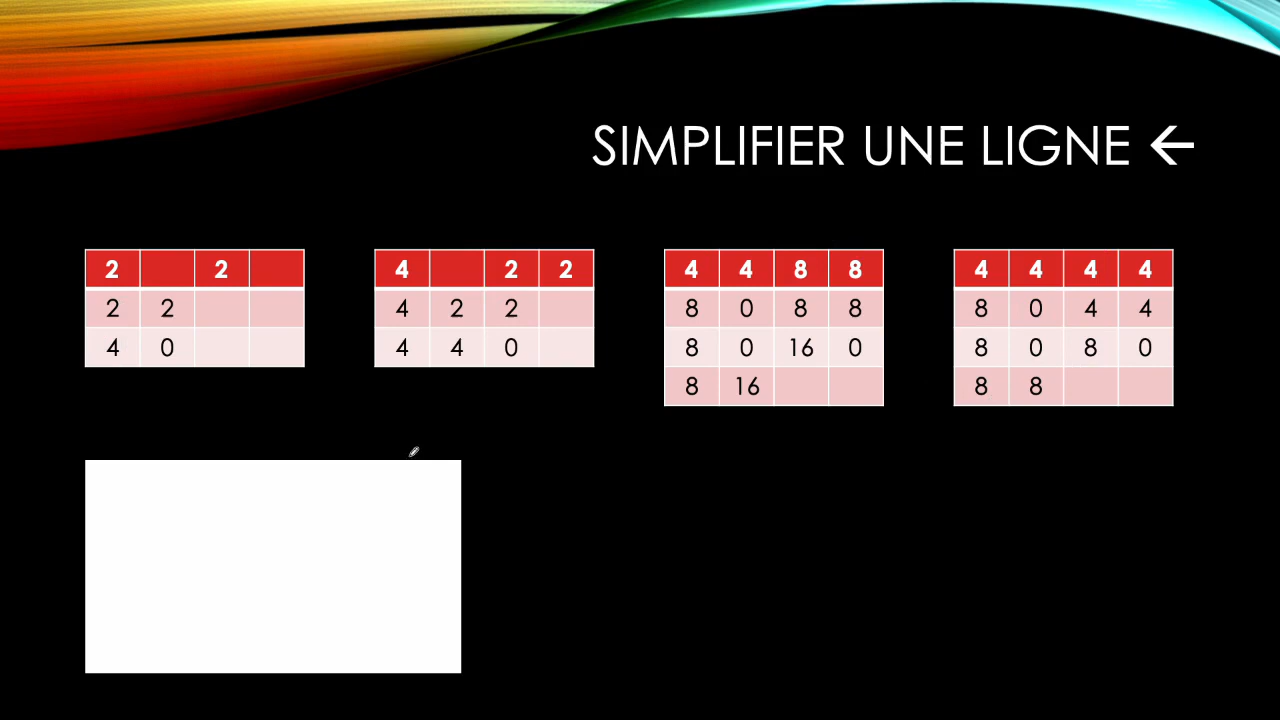 SIMPLIFIER UNE LIGNE ←
2 2
2 2
4 0
4 2 2
4 2 2
4 4 0
4 4 8 8
8 0 8 8
8 0 16 0
8 16
4 4 4 4
8 0 4 4
8 0 8 0
8 8